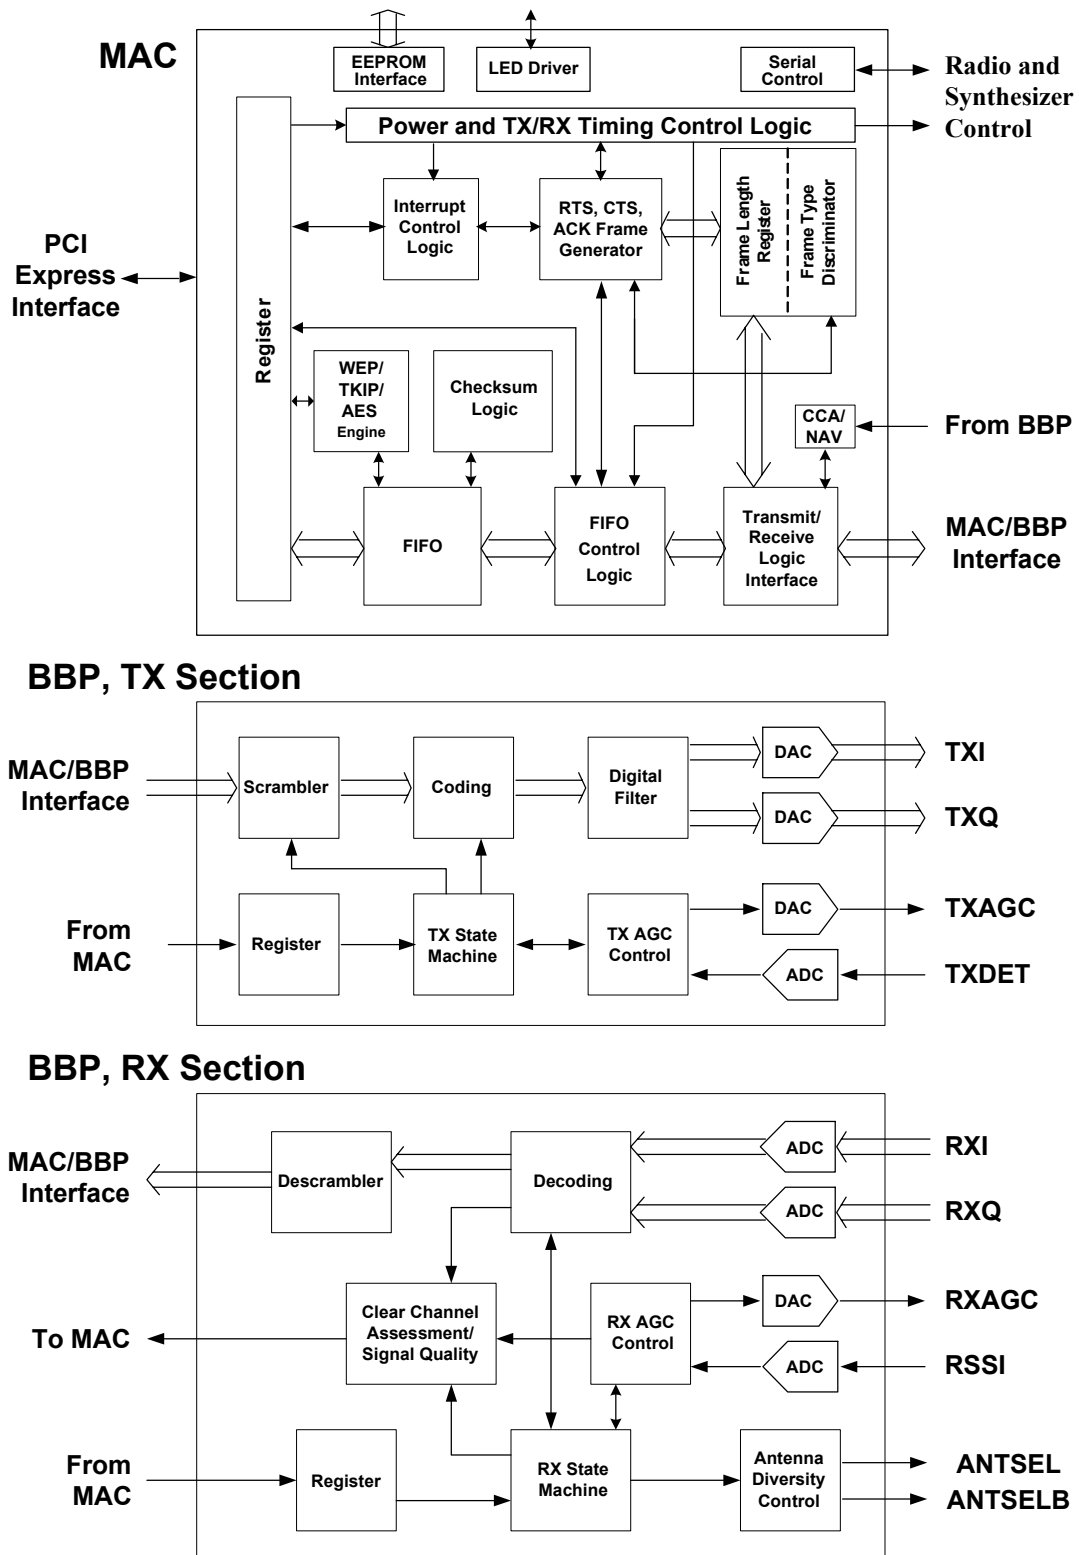 MAC
EEPROM
Interface
LED Driver
Serial
Control
Radio and
Synthesizer
Control
Power and TX/RX Timing Control Logic
Interrupt
Control
Logic
RTS, CTS,
ACK Frame
Generator
Frame Length
Register
Frame Type
Discriminator
PCI
Express
Interface
Register
WEP/
TKIP/
AES
Engine
Checksum
Logic
CCA/
NAV
From BBP
FIFO
FIFO
Control
Logic
Transmit/
Receive
Logic
Interface
MAC/BBP
Interface
BBP, TX Section
MAC/BBP
Interface
Scrambler
Coding
Digital
Filter
DAC
TXI
DAC
TXQ
From
MAC
Register
TX State
Machine
TX AGC
Control
DAC
TXAGC
ADC
TXDET
BBP, RX Section
MAC/BBP
Interface
Descrambler
Decoding
ADC
RXI
ADC
RXQ
To MAC
Clear Channel
Assessment/
Signal Quality
RX AGC
Control
DAC
RXAGC
ADC
RSSI
From
MAC
Register
RX State
Machine
Antenna
Diversity
Control
ANTSEL
ANTSELB